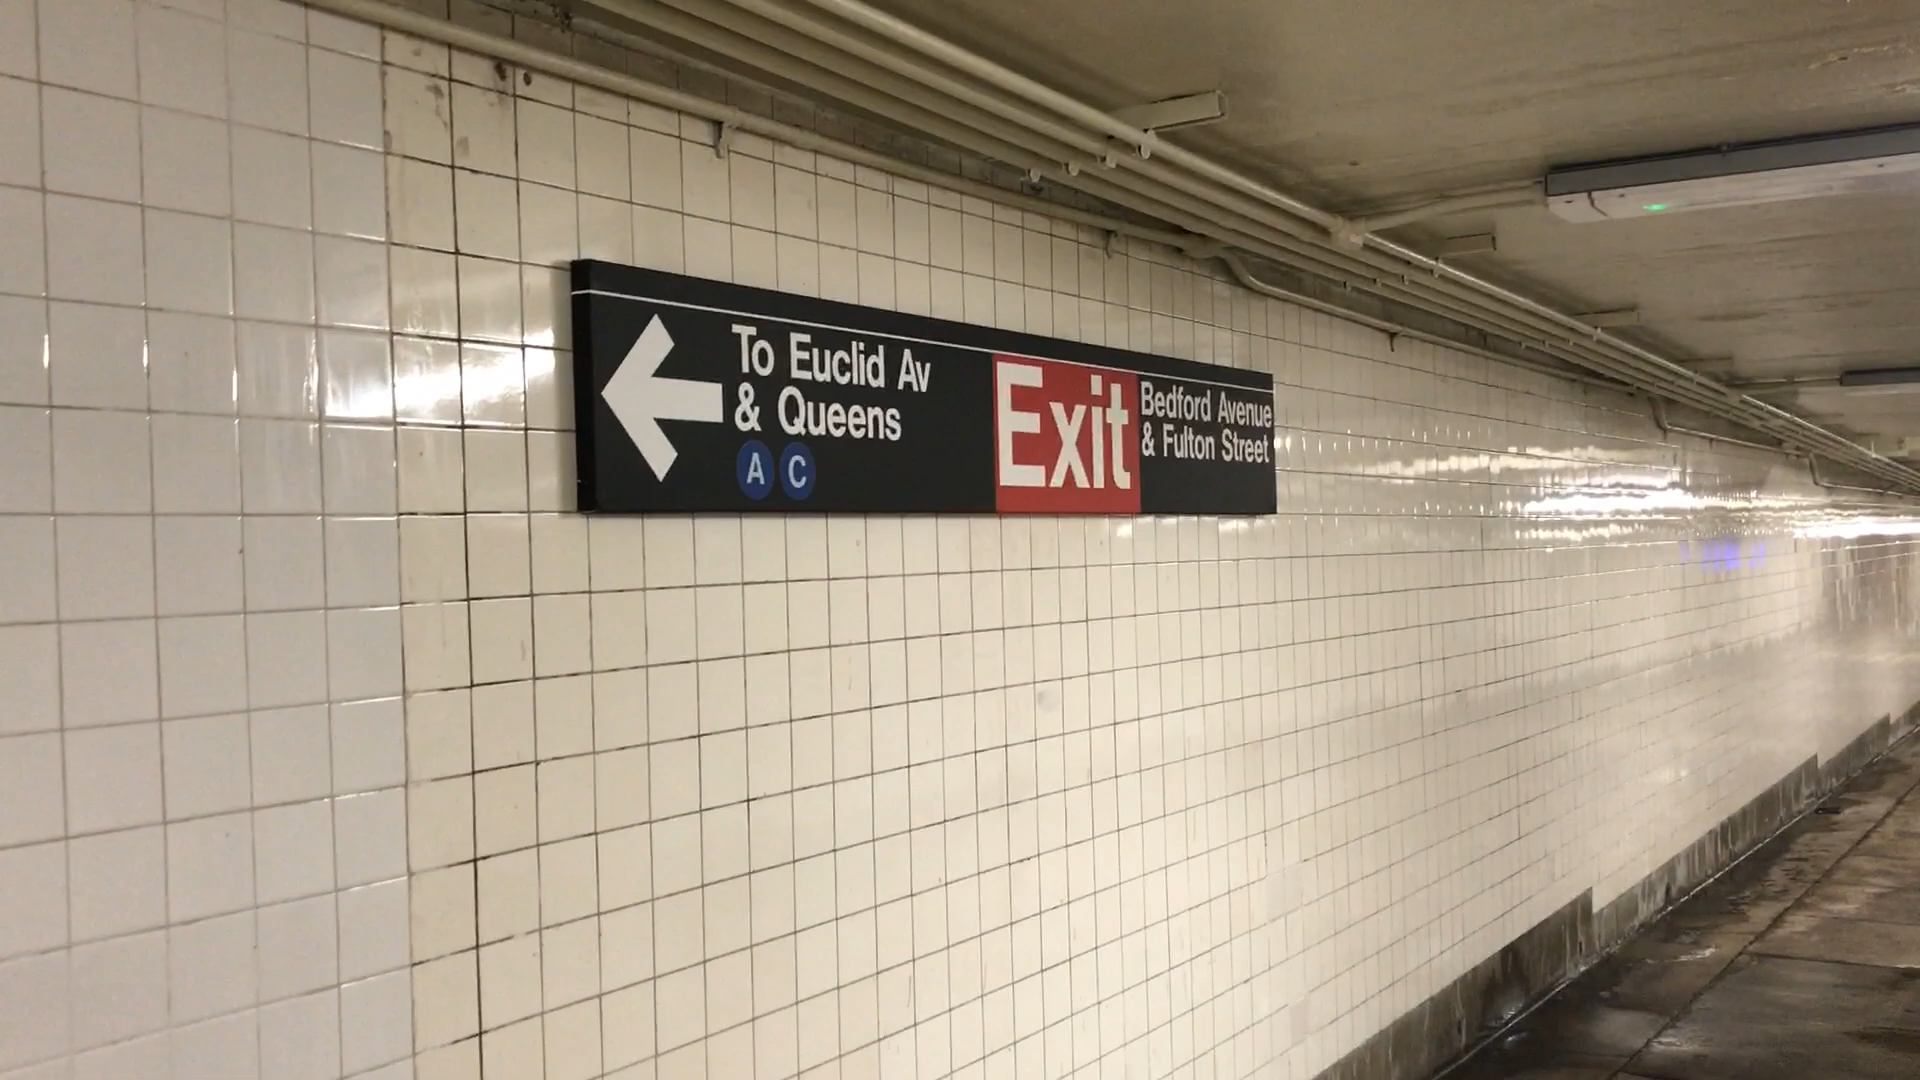 To Euclid Av
& Queens
A C
Exit
Bedford Avenue
& Fulton Street